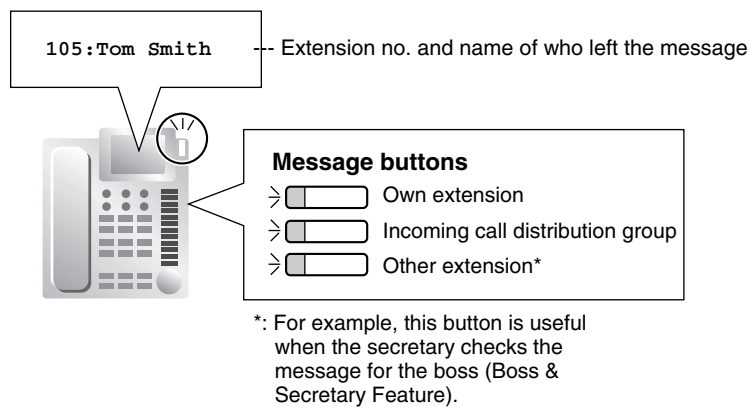 105:Tom Smith --- Extension no. and name of who left the message
Message buttons
Own extension
Incoming call distribution group
Other extension*
*: For example, this button is useful
when the secretary checks the
message for the boss (Boss &
Secretary Feature).